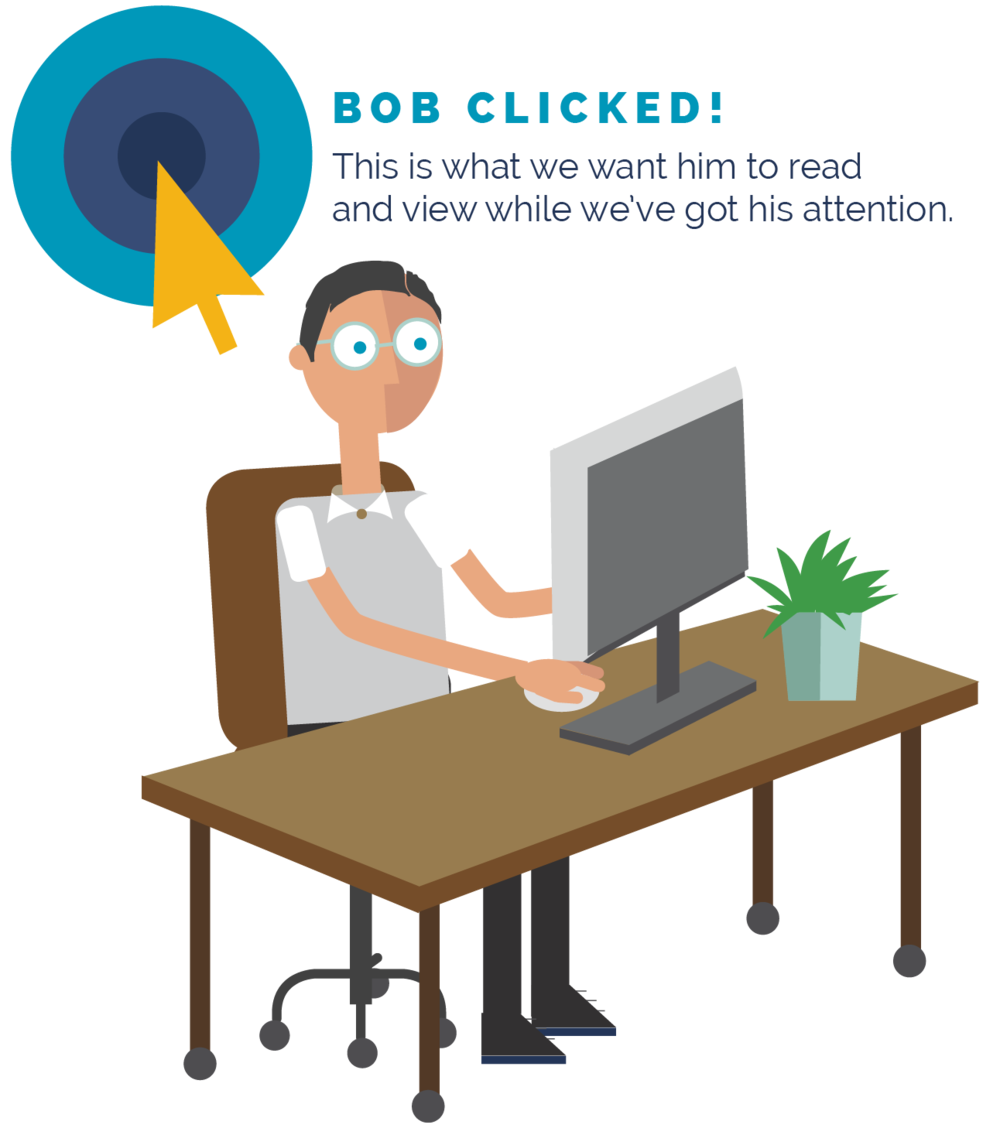 BOB CLICKED!
This is what we want him to read
and view while we’ve got his attention.